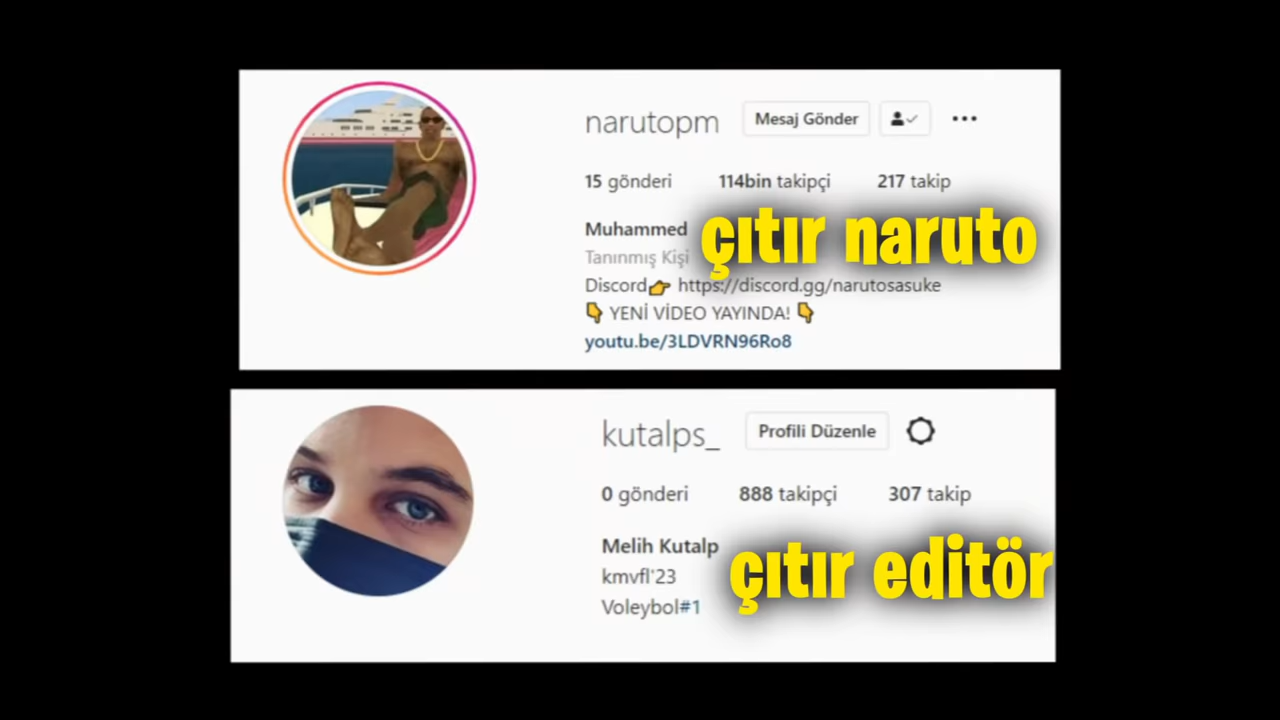 narutopm Mesaj Gönder
15 gönderi 114bin takipçi 217 takip
Muhammed
Tanınmış Kişi
çıtır naruto
Discord👉 https://discord.gg/narutosasuke
👇 YENİ VİDEO YAYINDA! 👇
youtu.be/3LDVRN96Ro8
kutalps_ Profili Düzenle
0 gönderi 888 takipçi 307 takip
Melih Kutalp
kmvfl'23
çıtır editör
Voleybol#1